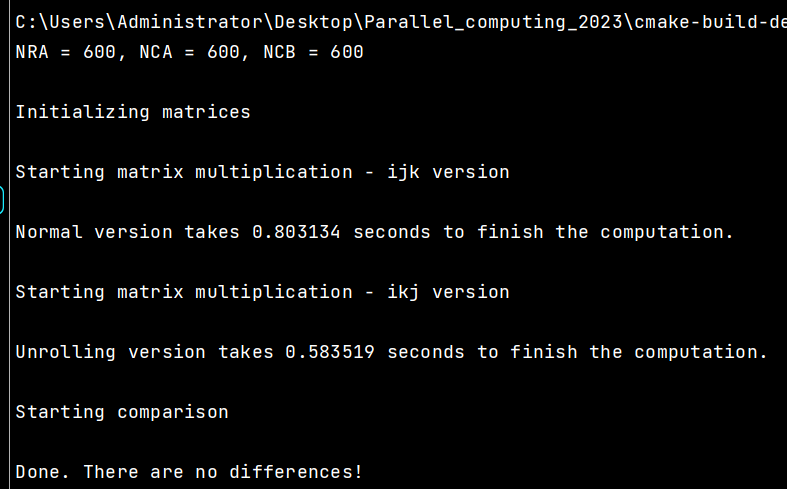 C:\Users\Administrator\Desktop\Parallel_computing_2023\cmake-build-de
NRA = 600, NCA = 600, NCB = 600
Initializing matrices
Starting matrix multiplication - ijk version
Normal version takes 0.803134 seconds to finish the computation.
Starting matrix multiplication - ikj version
Unrolling version takes 0.583519 seconds to finish the computation.
Starting comparison
Done. There are no differences!